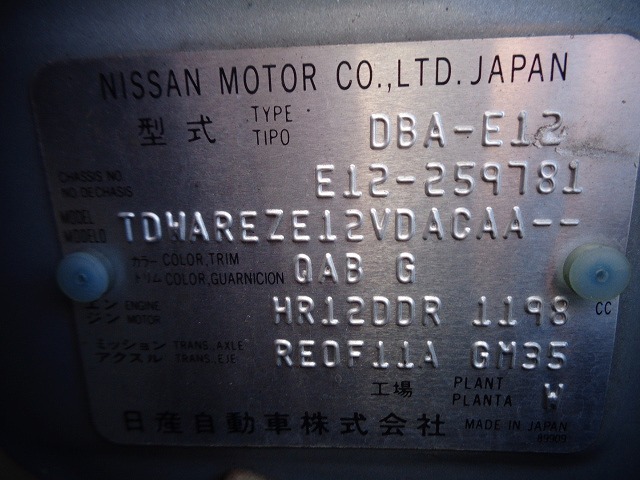 NISSAN MOTOR CO.,LTD. JAPAN
型式 TYPE TIPO DBA-E12
CHASSIS NO NO. DE CHASIS E12-259781
MODEL MODELO TDWAREZE12VDACAA--
カラー COLOR,TRIM トリム COLOR,GUARNICION QAB G
エンジン ENGINE MOTOR HR12DDR 1198 CC
ミッション TRANS.,AXLE アクスル TRANS.,EJE REOF11A GM35
工場 PLANT PLANTA W
日産自動車株式会社 MADE IN JAPAN
89909